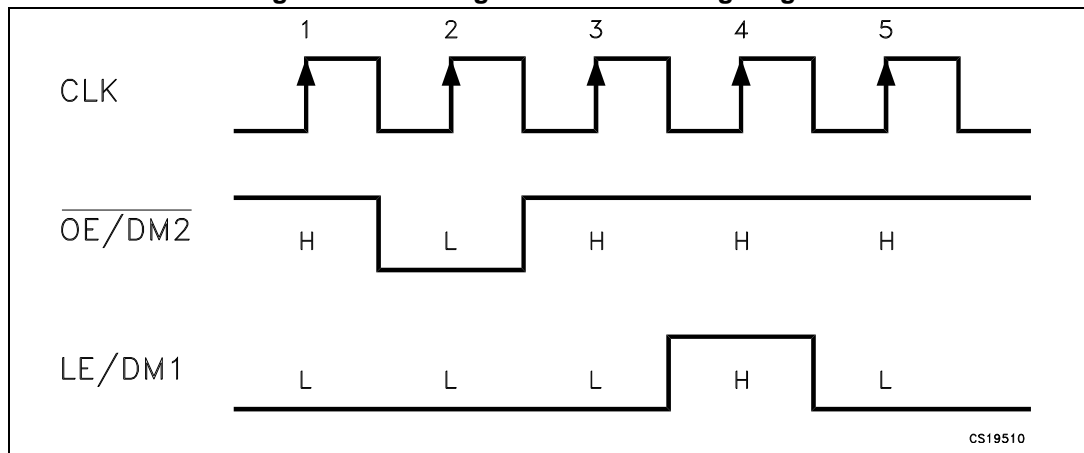 1 2 3 4 5
CLK
OE/DM2
H L H H H
LE/DM1
L L L H L
CS19510